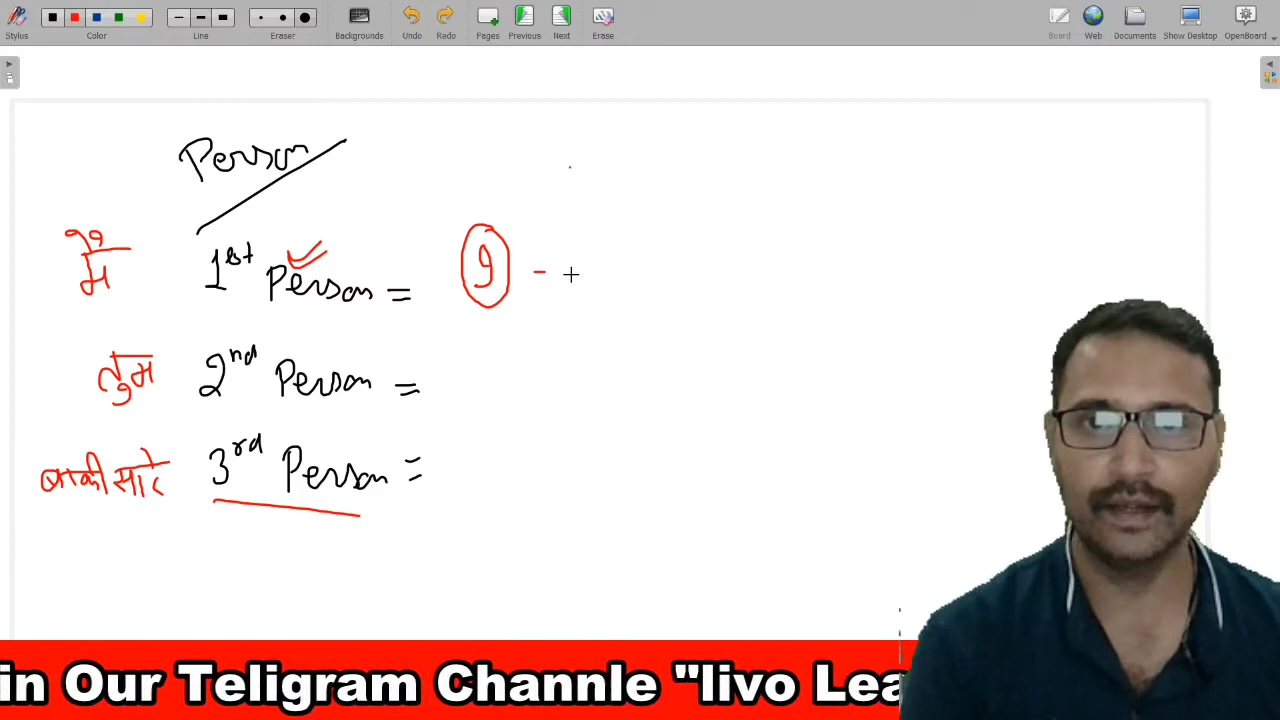 Stylus Color Line Eraser Backgrounds Undo Redo Pages Previous Next Erase Board Web Documents Show Desktop OpenBoard
Person
मैं 1st Person = 9 -
तुम 2nd Person =
बाकी सारे 3rd Person =
in Our Teligram Channle "livo Lea